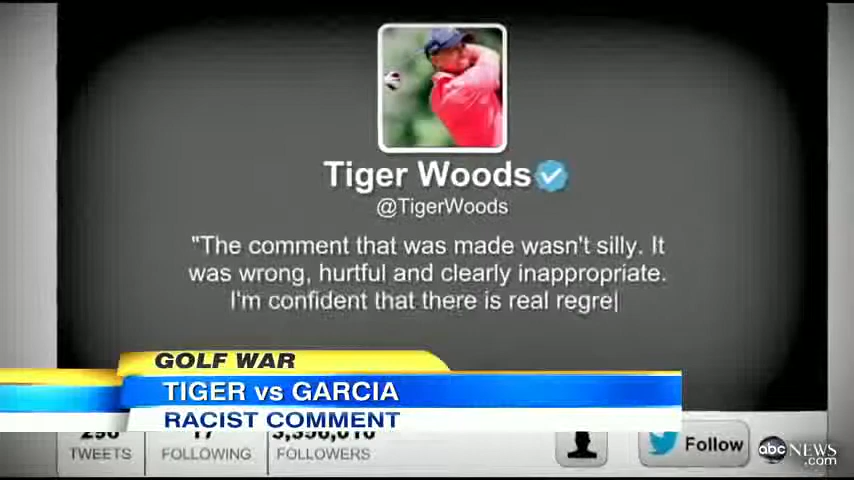 Tiger Woods
@TigerWoods
"The comment that was made wasn't silly. It
was wrong, hurtful and clearly inappropriate.
I'm confident that there is real regre
GOLF WAR
TIGER vs GARCIA
RACIST COMMENT
TWEETS
FOLLOWING
FOLLOWERS
Follow
abc NEWS
.com